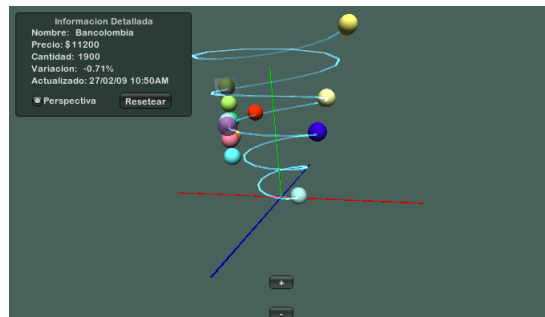 Informacion Detallada
Nombre: Bancolombia
Precio: $11200
Cantidad: 1900
Variacion: -0.71%
Actualizado: 27/02/09 10:50AM
Perspectiva Resetear
+
-